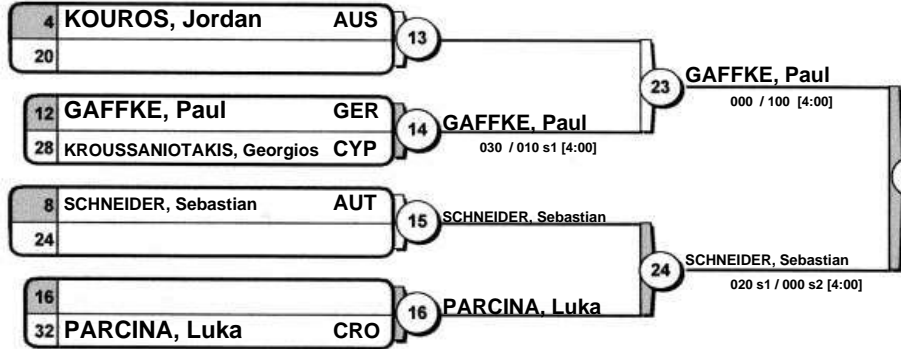 4 KOUROS, Jordan AUS
20
13
12 GAFFKE, Paul GER
28 KROUSSANIOTAKIS, Georgios CYP
14
GAFFKE, Paul
030 / 010 s1 [4:00]
23
GAFFKE, Paul
000 / 100 [4:00]
8 SCHNEIDER, Sebastian AUT
24
15
SCHNEIDER, Sebastian
16
32 PARCINA, Luka CRO
16
PARCINA, Luka
24
SCHNEIDER, Sebastian
020 s1 / 000 s2 [4:00]